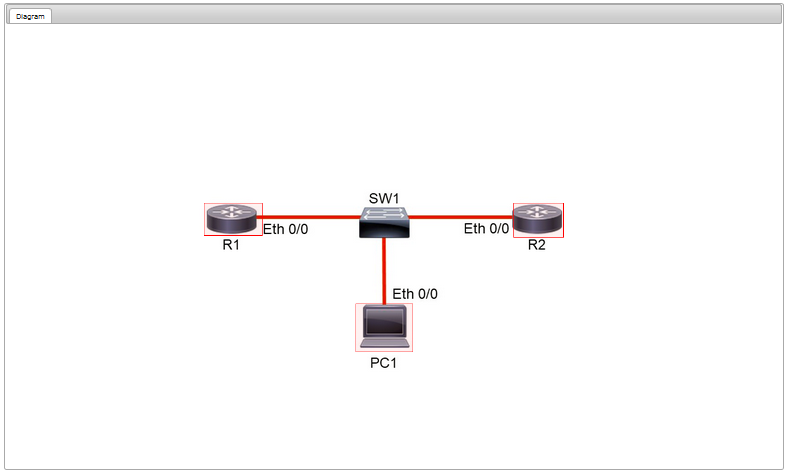 Diagram
SW1
Eth 0/0
Eth 0/0
R1
R2
Eth 0/0
PC1